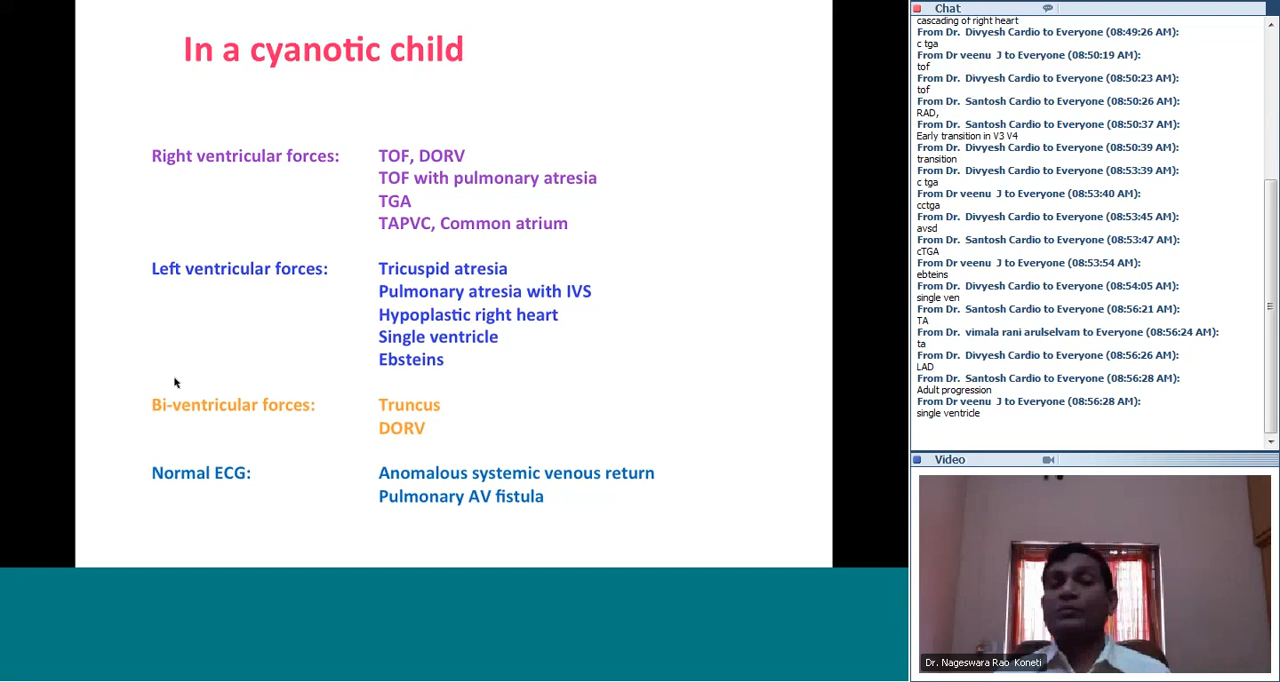 In a cyanotic child
Right ventricular forces: TOF, DORV
TOF with pulmonary atresia
TGA
TAPVC, Common atrium
Left ventricular forces: Tricuspid atresia
Pulmonary atresia with IVS
Hypoplastic right heart
Single ventricle
Ebsteins
Bi-ventricular forces: Truncus
DORV
Normal ECG: Anomalous systemic venous return
Pulmonary AV fistula
Chat
cascading of right heart
From Dr. Divyesh Cardio to Everyone (08:49:26 AM):
c tga
From Dr veenu J to Everyone (08:50:19 AM):
tof
From Dr. Divyesh Cardio to Everyone (08:50:23 AM):
tof
From Dr. Santosh Cardio to Everyone (08:50:26 AM):
RAD,
From Dr. Santosh Cardio to Everyone (08:50:37 AM):
Early transition in V3 V4
From Dr. Divyesh Cardio to Everyone (08:50:39 AM):
transition
From Dr. Divyesh Cardio to Everyone (08:53:39 AM):
c tga
From Dr veenu J to Everyone (08:53:40 AM):
cctga
From Dr. Divyesh Cardio to Everyone (08:53:45 AM):
avsd
From Dr. Santosh Cardio to Everyone (08:53:47 AM):
cTGA
From Dr veenu J to Everyone (08:53:54 AM):
ebteins
From Dr. Divyesh Cardio to Everyone (08:54:05 AM):
single ven
From Dr. Santosh Cardio to Everyone (08:56:21 AM):
TA
From Dr. vimala rani arulselvam to Everyone (08:56:24 AM):
ta
From Dr. Divyesh Cardio to Everyone (08:56:26 AM):
LAD
From Dr. Santosh Cardio to Everyone (08:56:28 AM):
Adult progression
From Dr veenu J to Everyone (08:56:28 AM):
single ventricle
Video
Dr. Nageswara Rao Koneti